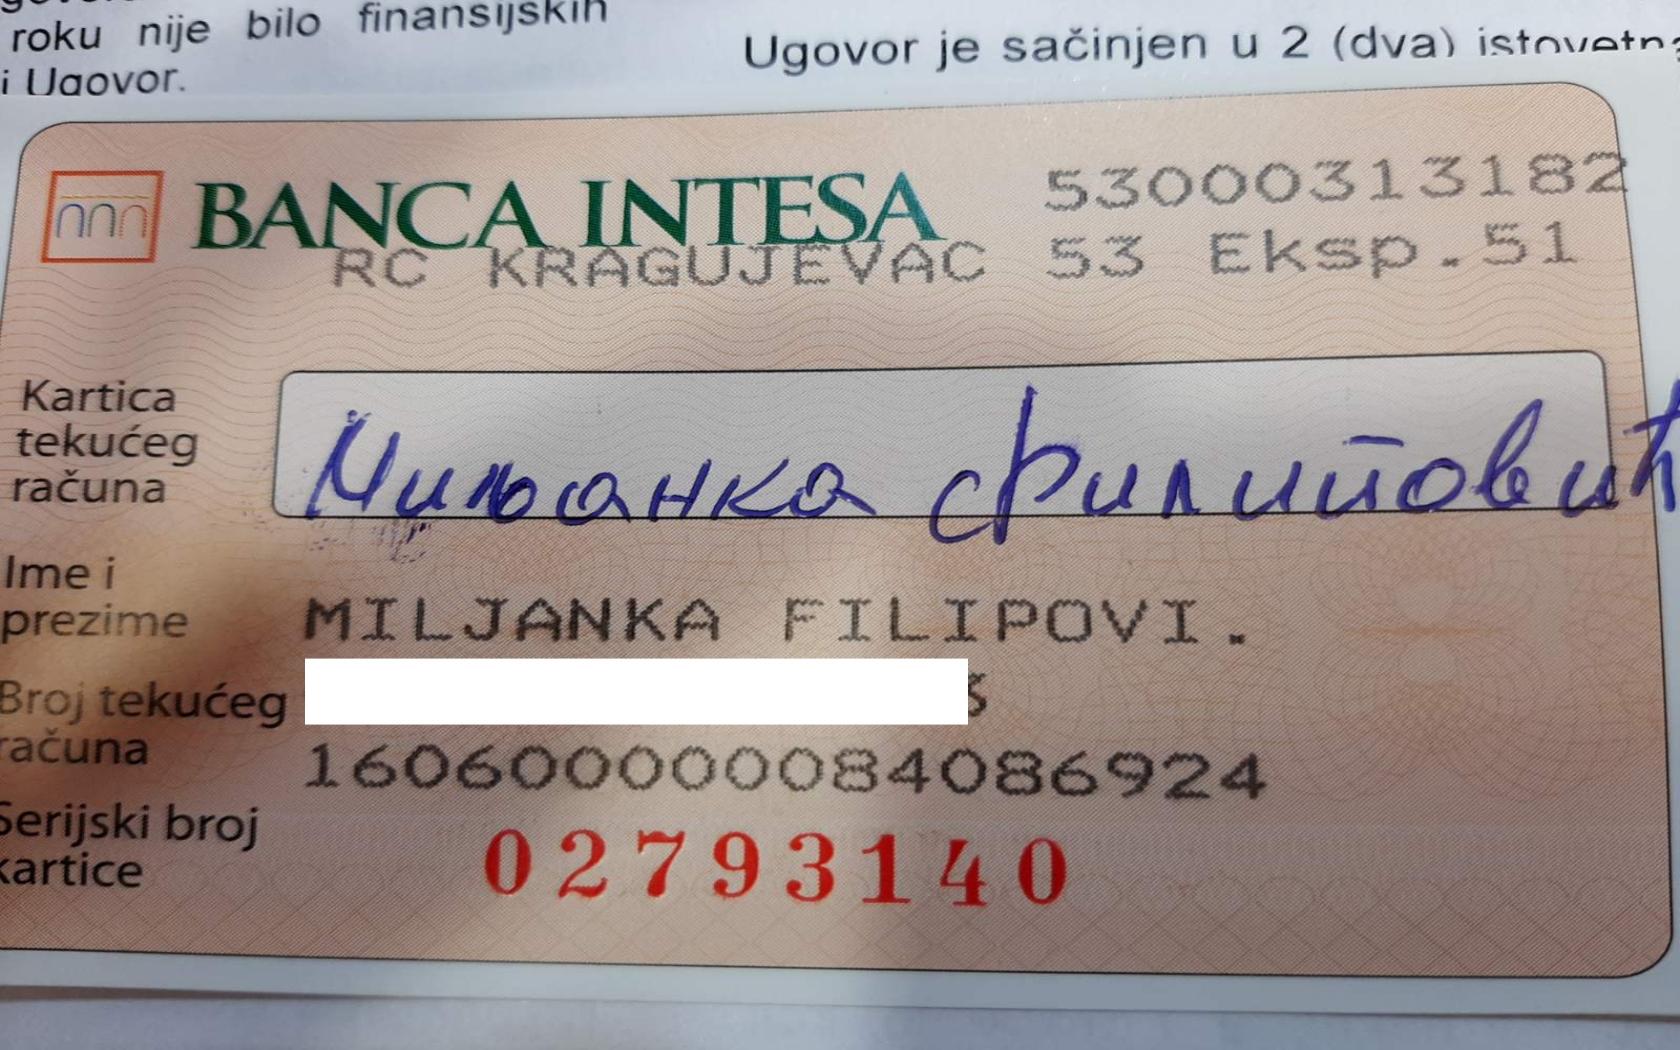 roku nije bilo finansijskih
i Ugovor.
Ugovor je sačinjen u 2 (dva)
BANCA INTESA
53000313182
RC KRAGUJEVAC 53 Eksp.51
Kartica
tekućeg
računa
Миљанка Филиповић
Ime i
prezime
MILJANKA FILIPOVI.
Broj tekućeg
računa
160600000084086924
Serijski broj
kartice
02793140